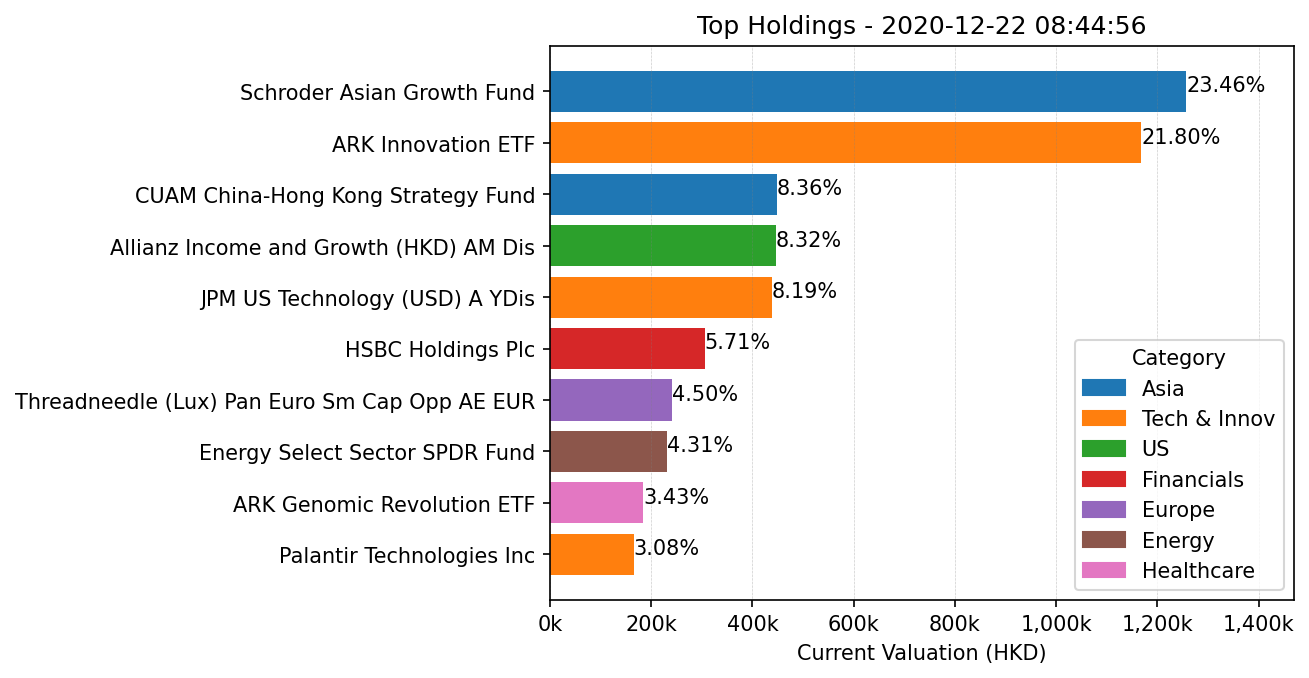 Top Holdings - 2020-12-22 08:44:56
Schroder Asian Growth Fund 23.46%
ARK Innovation ETF 21.80%
CUAM China-Hong Kong Strategy Fund 8.36%
Allianz Income and Growth (HKD) AM Dis 8.32%
JPM US Technology (USD) A YDis 8.19%
HSBC Holdings Plc 5.71%
Threadneedle (Lux) Pan Euro Sm Cap Opp AE EUR 4.50%
Energy Select Sector SPDR Fund 4.31%
ARK Genomic Revolution ETF 3.43%
Palantir Technologies Inc 3.08%
Category
Asia
Tech & Innov
US
Financials
Europe
Energy
Healthcare
0k 200k 400k 600k 800k 1,000k 1,200k 1,400k
Current Valuation (HKD)